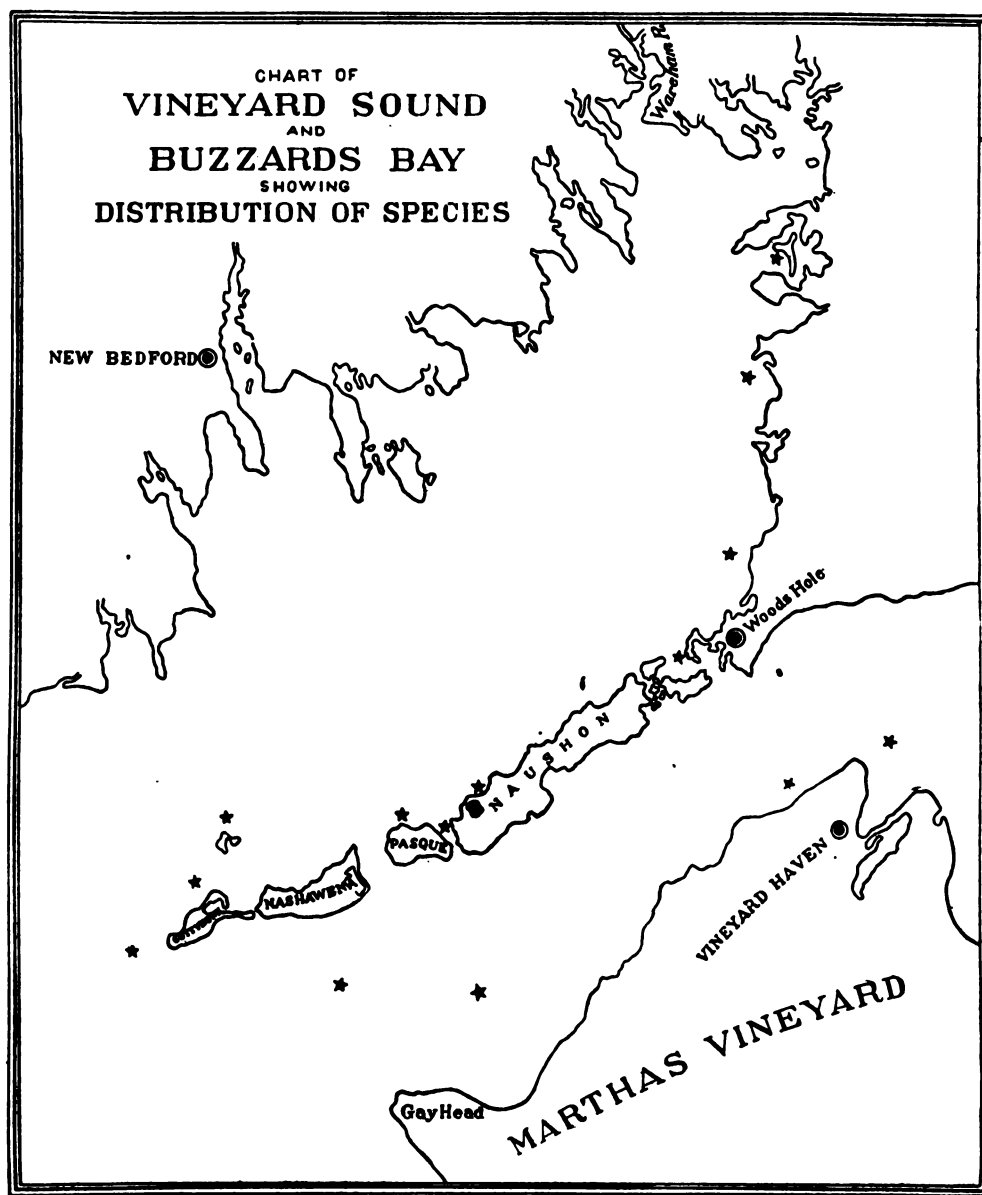 CHART OF
VINEYARD SOUND
AND
BUZZARDS BAY
SHOWING
DISTRIBUTION OF SPECIES
Wareham R.
NEW BEDFORD
Woods Hole
NAUSHON
PASQUE
NASHAWENA
VINEYARD HAVEN
MARTHAS VINEYARD
Gay Head